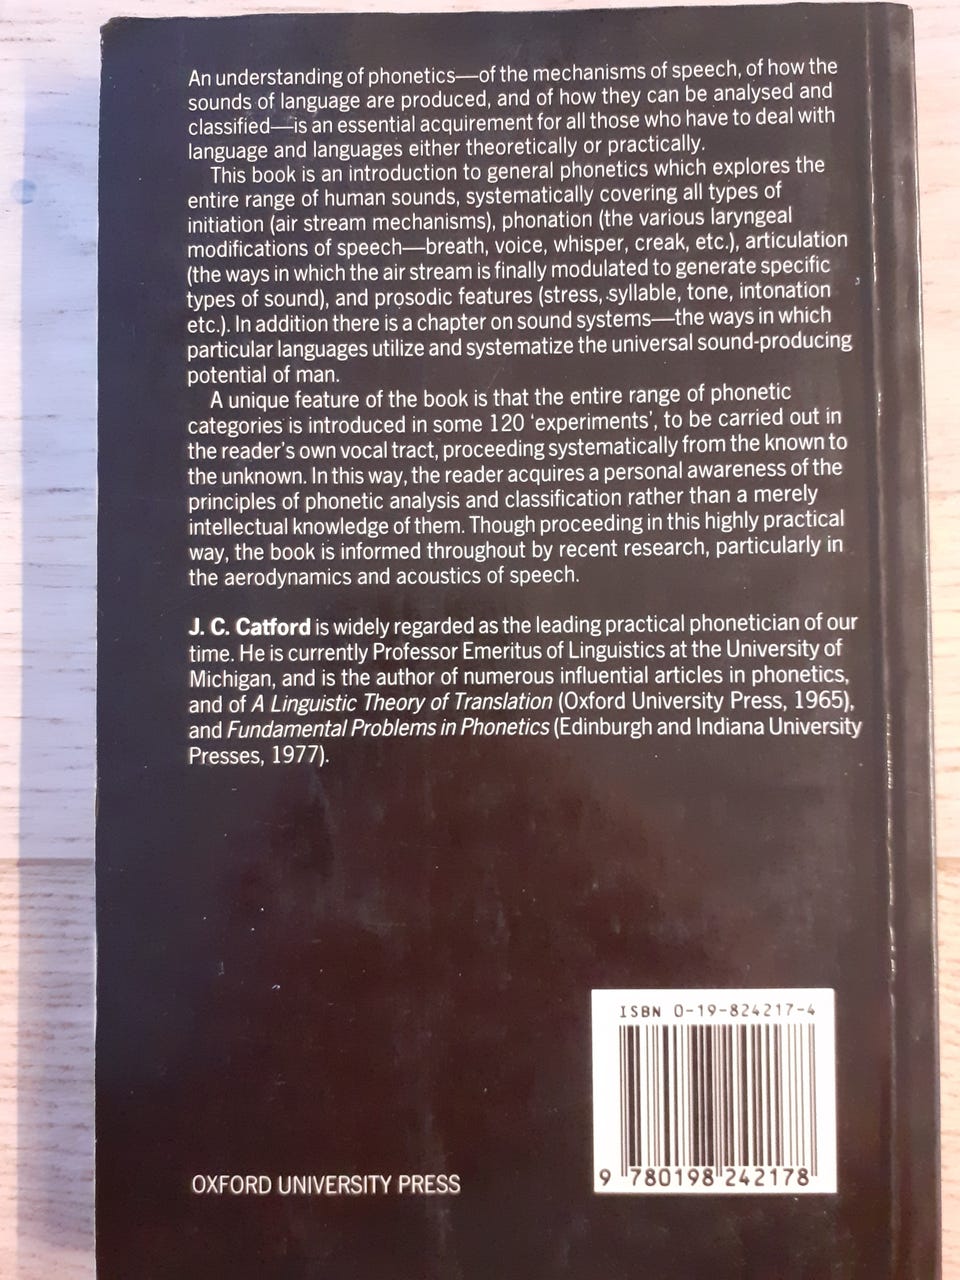 An understanding of phonetics—of the mechanisms of speech, of how the
sounds of language are produced, and of how they can be analysed and
classified—is an essential acquirement for all those who have to deal with
language and languages either theoretically or practically.
This book is an introduction to general phonetics which explores the
entire range of human sounds, systematically covering all types of
initiation (air stream mechanisms), phonation (the various laryngeal
modifications of speech—breath, voice, whisper, creak, etc.), articulation
(the ways in which the air stream is finally modulated to generate specific
types of sound), and prosodic features (stress, syllable, tone, intonation
etc.). In addition there is a chapter on sound systems—the ways in which
particular languages utilize and systematize the universal sound-producing
potential of man.
A unique feature of the book is that the entire range of phonetic
categories is introduced in some 120 ‘experiments’, to be carried out in
the reader's own vocal tract, proceeding systematically from the known to
the unknown. In this way, the reader acquires a personal awareness of the
principles of phonetic analysis and classification rather than a merely
intellectual knowledge of them. Though proceeding in this highly practical
way, the book is informed throughout by recent research, particularly in
the aerodynamics and acoustics of speech.
J. C. Catford is widely regarded as the leading practical phonetician of our
time. He is currently Professor Emeritus of Linguistics at the University of
Michigan, and is the author of numerous influential articles in phonetics,
and of A Linguistic Theory of Translation (Oxford University Press, 1965),
and Fundamental Problems in Phonetics (Edinburgh and Indiana University
Presses, 1977).
ISBN 0-19-824217-4
9 780198 242178
OXFORD UNIVERSITY PRESS